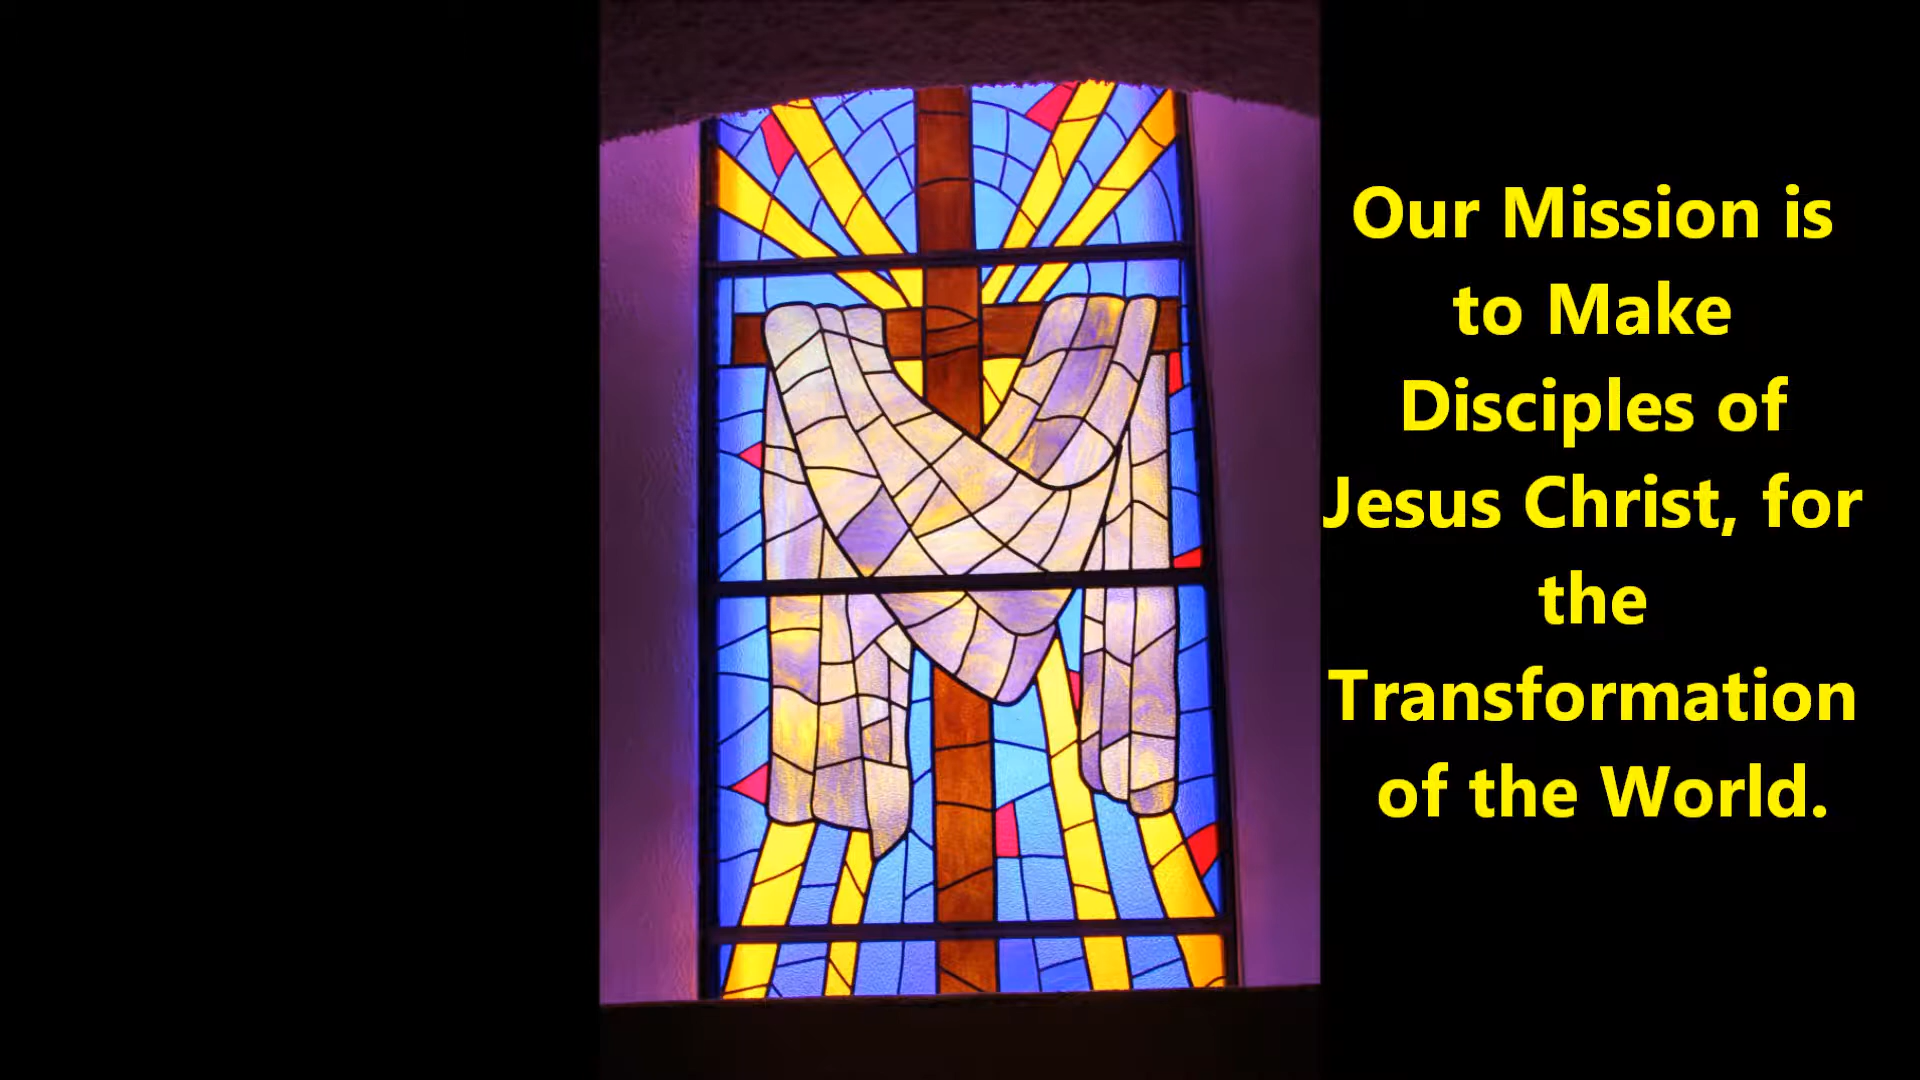 Our Mission is
to Make
Disciples of
Jesus Christ, for
the
Transformation
of the World.